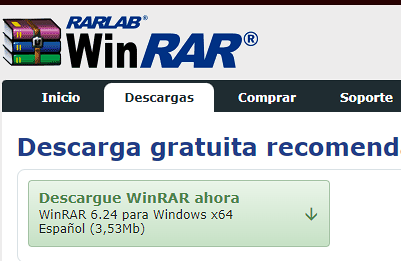 RARLAB®
WinRAR®
Inicio Descargas Comprar Soporte
Descarga gratuita recomend
Descargue WinRAR ahora
WinRAR 6.24 para Windows x64
Español (3,53Mb)